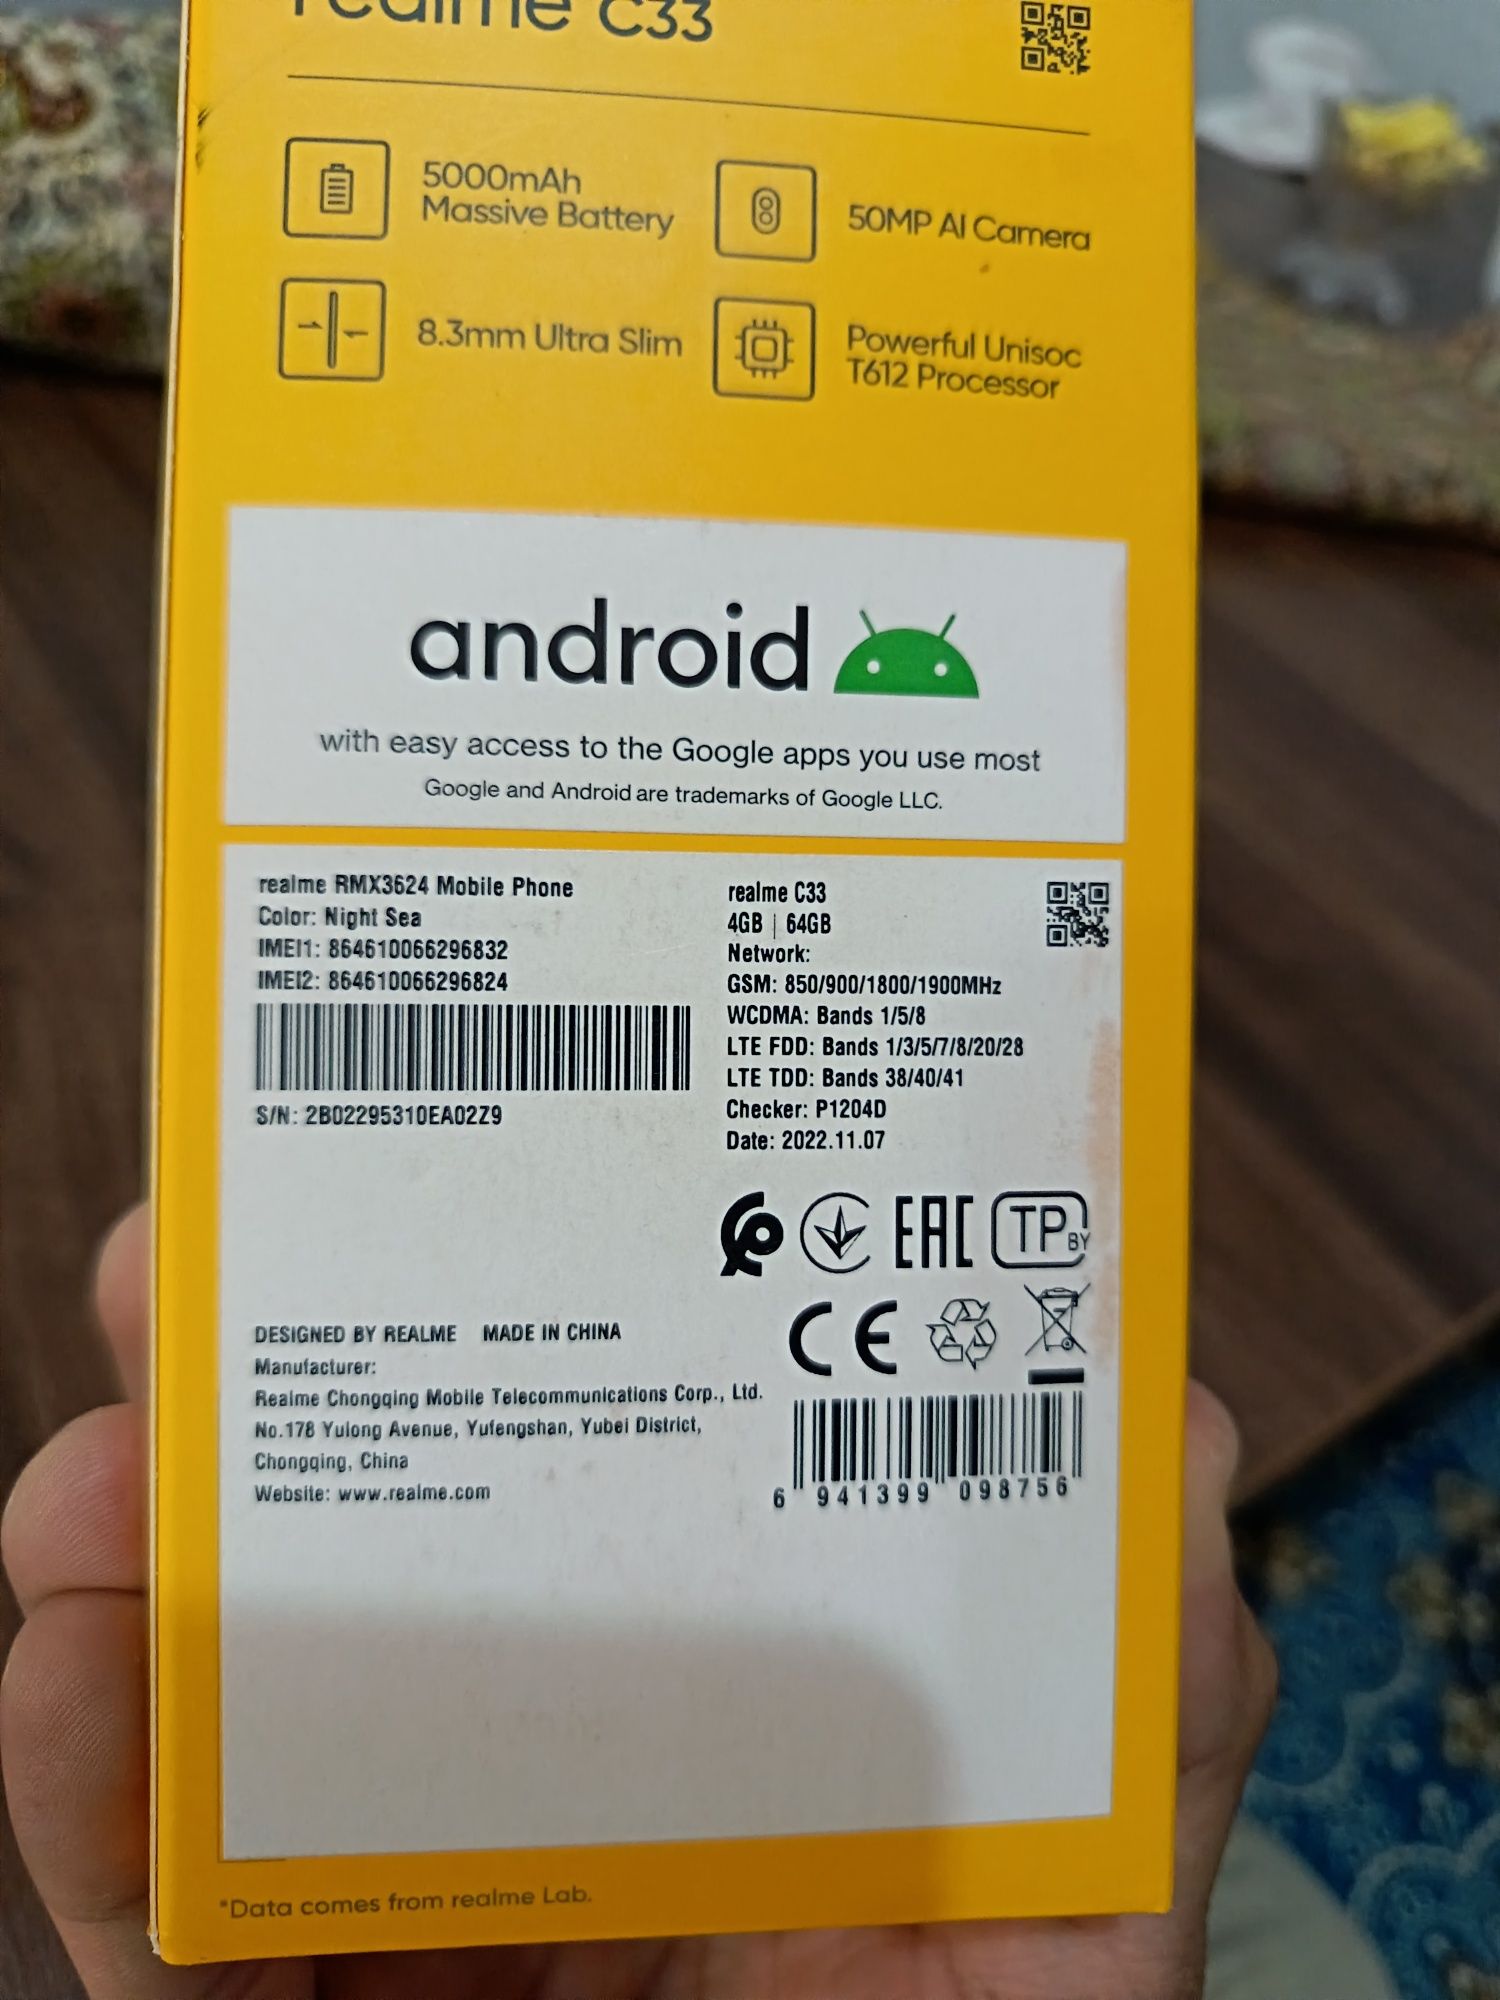 realme C33
5000mAh
Massive Battery
50MP AI Camera
8.3mm Ultra Slim
Powerful Unisoc
T612 Processor
android
with easy access to the Google apps you use most
Google and Android are trademarks of Google LLC.
realme RMX3624 Mobile Phone
Color: Night Sea
IMEI1: 864610066296832
IMEI2: 864610066296824
S/N: 2B02295310EA02Z9
realme C33
4GB | 64GB
Network:
GSM: 850/900/1800/1900MHz
WCDMA: Bands 1/5/8
LTE FDD: Bands 1/3/5/7/8/20/28
LTE TDD: Bands 38/40/41
Checker: P1204D
Date: 2022.11.07
EAC TP BY
CE
DESIGNED BY REALME MADE IN CHINA
Manufacturer:
Realme Chongqing Mobile Telecommunications Corp., Ltd.
No.178 Yulong Avenue, Yufengshan, Yubei District,
Chongqing, China
Website: www.realme.com
6 941399 098756
*Data comes from realme Lab.